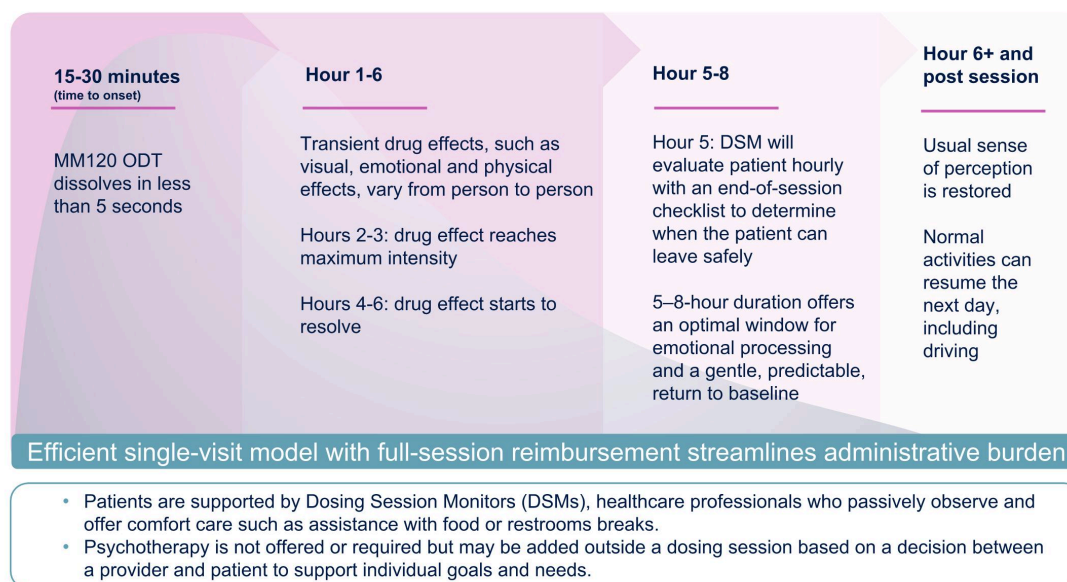 15-30 minutes
(time to onset)
MM120 ODT
dissolves in less
than 5 seconds
Hour 1-6
Transient drug effects, such as
visual, emotional and physical
effects, vary from person to person
Hours 2-3: drug effect reaches
maximum intensity
Hours 4-6: drug effect starts to
resolve
Hour 5-8
Hour 5: DSM will
evaluate patient hourly
with an end-of-session
checklist to determine
when the patient can
leave safely
5–8-hour duration offers
an optimal window for
emotional processing
and a gentle, predictable,
return to baseline
Hour 6+ and
post session
Usual sense
of perception
is restored
Normal
activities can
resume the
next day,
including
driving
Efficient single-visit model with full-session reimbursement streamlines administrative burden
• Patients are supported by Dosing Session Monitors (DSMs), healthcare professionals who passively observe and
offer comfort care such as assistance with food or restrooms breaks.
• Psychotherapy is not offered or required but may be added outside a dosing session based on a decision between
a provider and patient to support individual goals and needs.